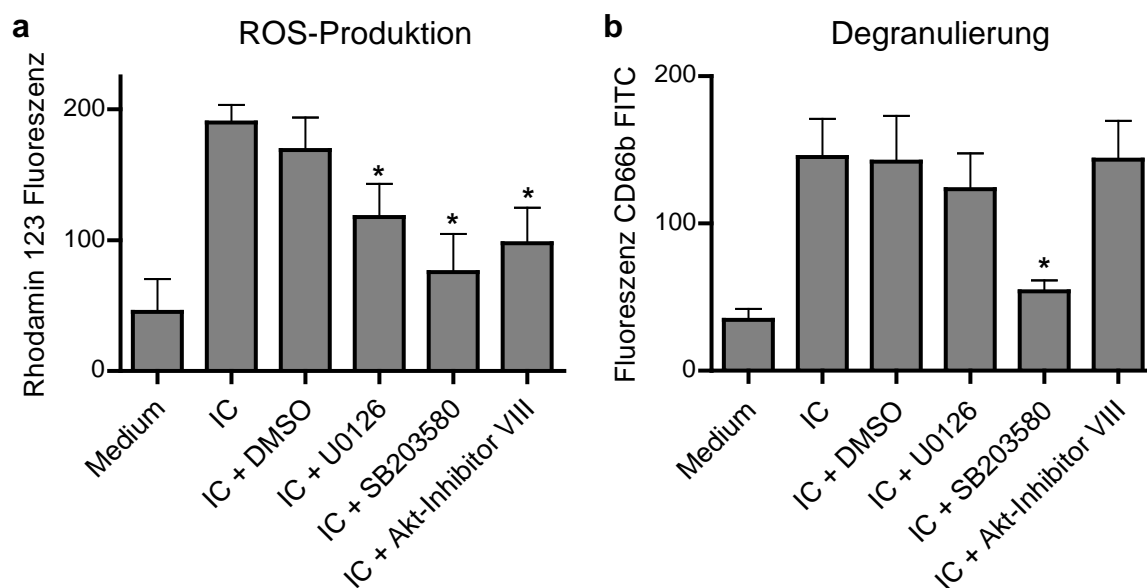 a
ROS-Produktion
Rhodamin 123 Fluoreszenz
200
100
0
*
*
*
Medium
IC
IC + DMSO
IC + U0126
IC + SB203580
IC + Akt-Inhibitor VIII
b
Degranulierung
Fluoreszenz CD66b FITC
200
100
0
*
Medium
IC
IC + DMSO
IC + U0126
IC + SB203580
IC + Akt-Inhibitor VIII